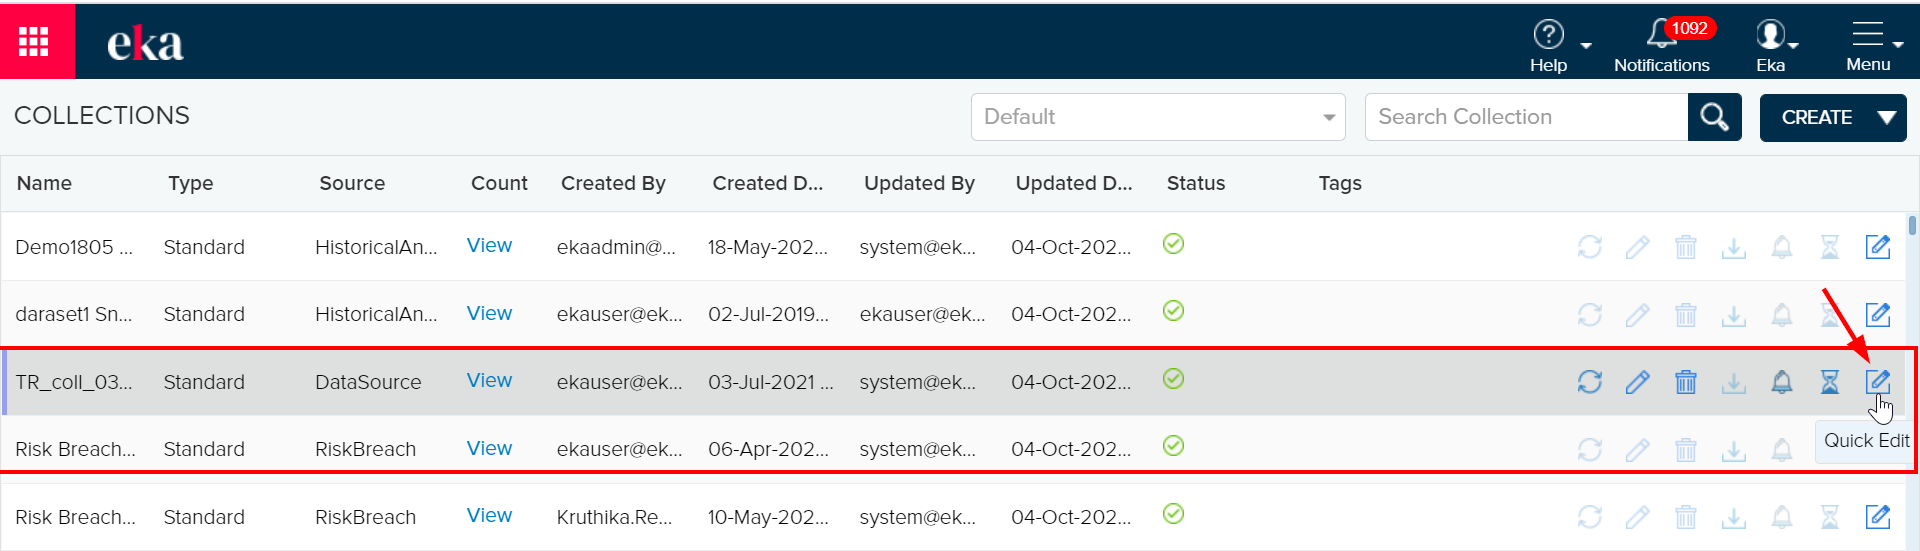 eka
1092
Help Notifications Eka Menu
COLLECTIONS Default Search Collection CREATE
Name Type Source Count Created By Created D... Updated By Updated D... Status Tags
Demo1805 ... Standard HistoricalAn... View ekaadmin@... 18-May-202... system@ek... 04-Oct-202...
daraset1 Sn... Standard HistoricalAn... View ekauser@ek... 02-Jul-2019... ekauser@ek... 04-Oct-202...
TR_coll_03... Standard DataSource View ekauser@ek... 03-Jul-2021 ... system@ek... 04-Oct-202...
Risk Breach... Standard RiskBreach View ekauser@ek... 06-Apr-202... system@ek... 04-Oct-202... Quick Edit
Risk Breach... Standard RiskBreach View Kruthika.Re... 10-May-202... system@ek... 04-Oct-202...